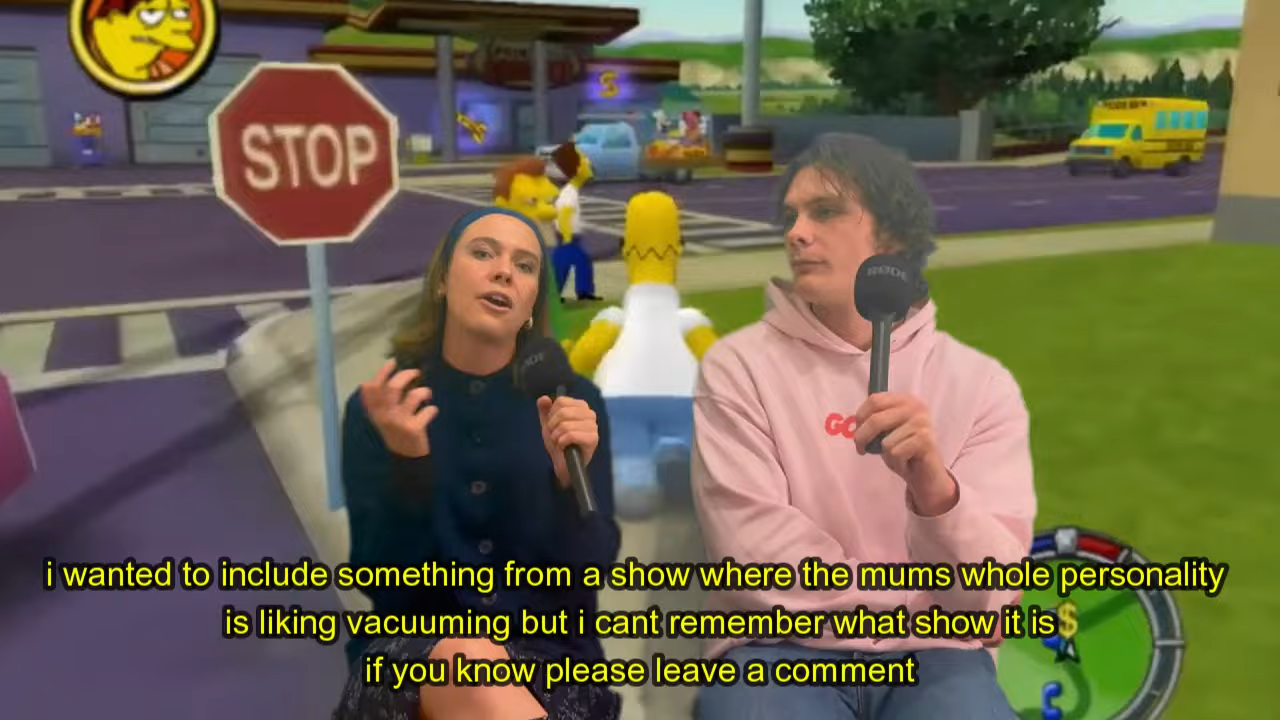 STOP
RØDE
GO
i wanted to include something from a show where the mums whole personality
is liking vacuuming but i cant remember what show it is
if you know please leave a comment
$